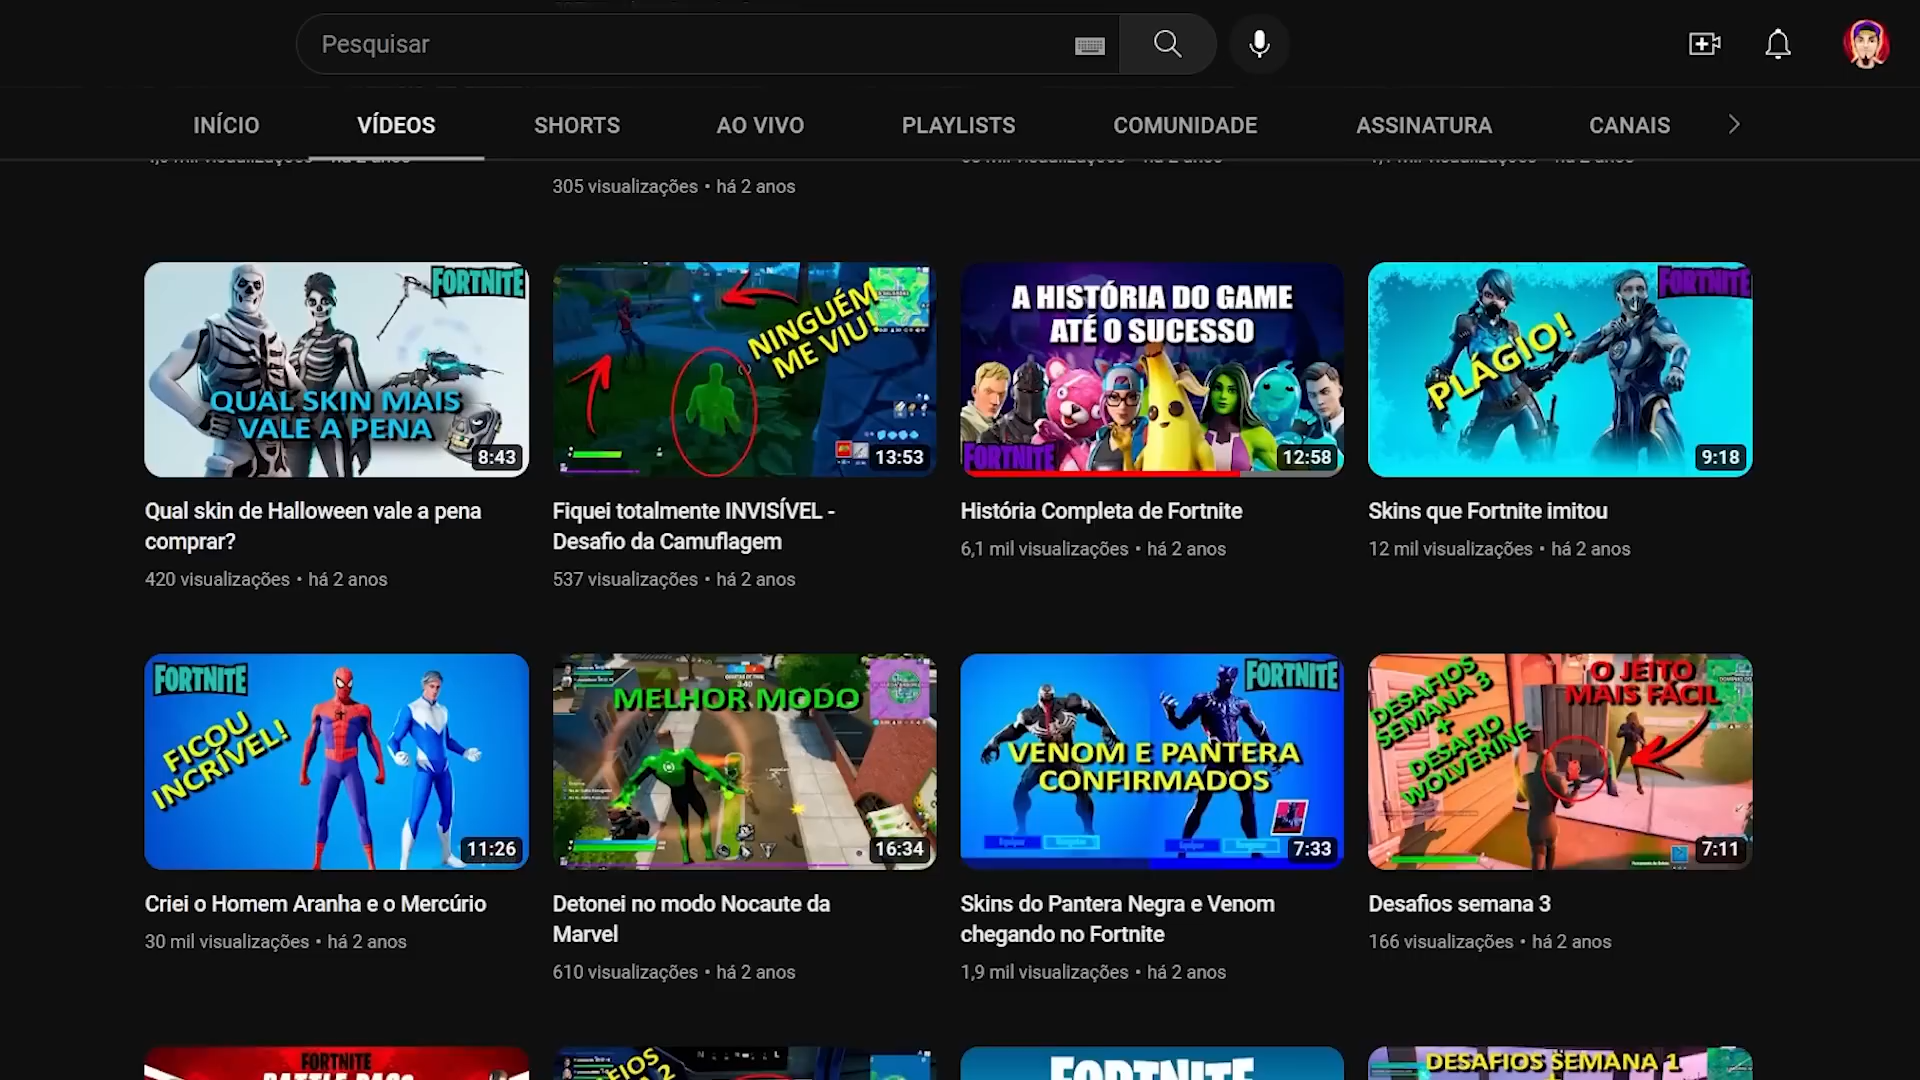 Pesquisar
INÍCIO
VÍDEOS
SHORTS
AO VIVO
PLAYLISTS
COMUNIDADE
ASSINATURA
CANAIS
305 visualizações • há 2 anos
FORTNITE
QUAL SKIN MAIS
VALE A PENA
8:43
NINGUÉM
ME VIU!
13:53
A HISTÓRIA DO GAME
ATÉ O SUCESSO
FORTNITE
12:58
FORTNITE
PLÁGIO!
9:18
Qual skin de Halloween vale a pena
comprar?
420 visualizações • há 2 anos
Fiquei totalmente INVISÍVEL -
Desafio da Camuflagem
537 visualizações • há 2 anos
História Completa de Fortnite
6,1 mil visualizações • há 2 anos
Skins que Fortnite imitou
12 mil visualizações • há 2 anos
FORTNITE
FICOU
INCRÍVEL!
11:26
MELHOR MODO
16:34
FORTNITE
VENOM E PANTERA
CONFIRMADOS
7:33
DESAFIOS
SEMANA 3
+
DESAFIO
WOLVERINE
O JEITO
MAIS FÁCIL
7:11
Criei o Homem Aranha e o Mercúrio
30 mil visualizações • há 2 anos
Detonei no modo Nocaute da
Marvel
610 visualizações • há 2 anos
Skins do Pantera Negra e Venom
chegando no Fortnite
1,9 mil visualizações • há 2 anos
Desafios semana 3
166 visualizações • há 2 anos
FORTNITE
BATTLE PASS
FORTNITE
DESAFIOS SEMANA 1